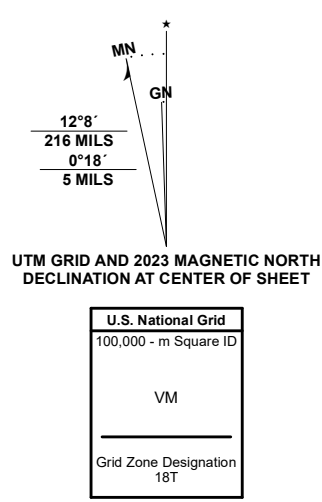 MN
GN
12°8´
216 MILS
0°18´
5 MILS
UTM GRID AND 2023 MAGNETIC NORTH
DECLINATION AT CENTER OF SHEET
U.S. National Grid
100,000 - m Square ID
VM
Grid Zone Designation
18T